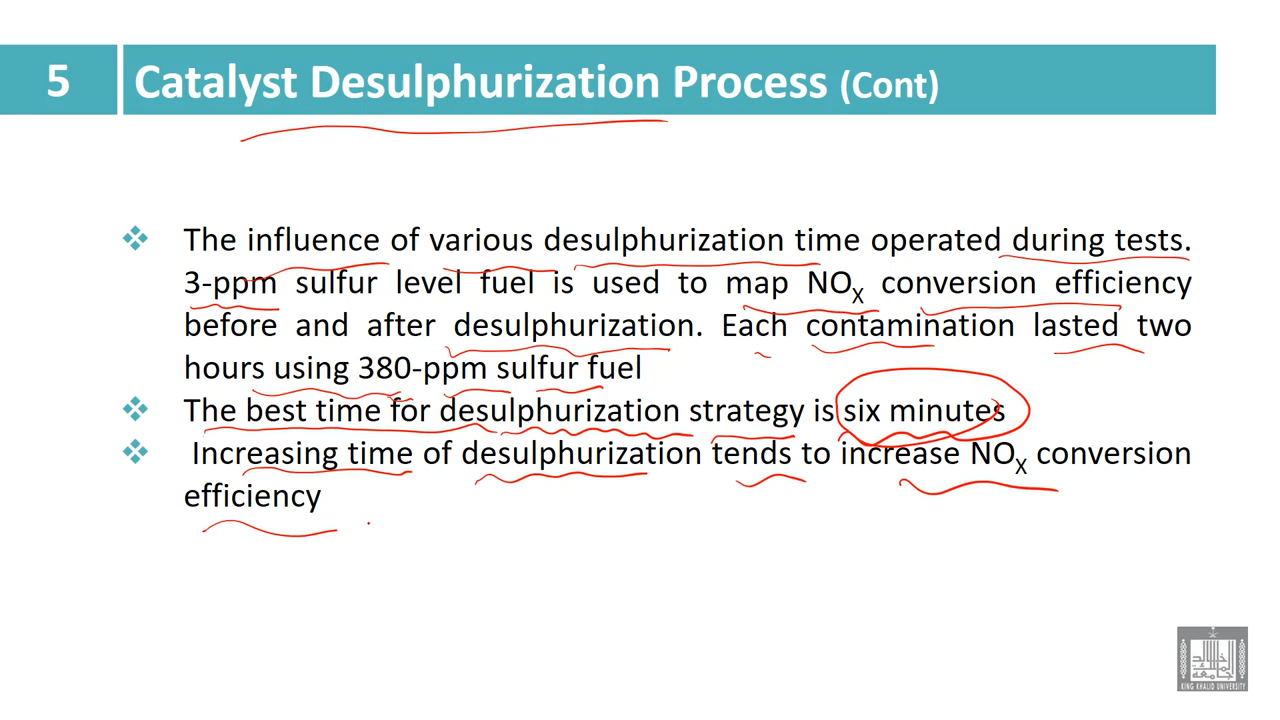 5
Catalyst Desulphurization Process (Cont)
The influence of various desulphurization time operated during tests.
3-ppm sulfur level fuel is used to map NOX conversion efficiency
before and after desulphurization. Each contamination lasted two
hours using 380-ppm sulfur fuel
The best time for desulphurization strategy is six minutes
Increasing time of desulphurization tends to increase NOX conversion
efficiency
KING KHALID UNIVERSITY